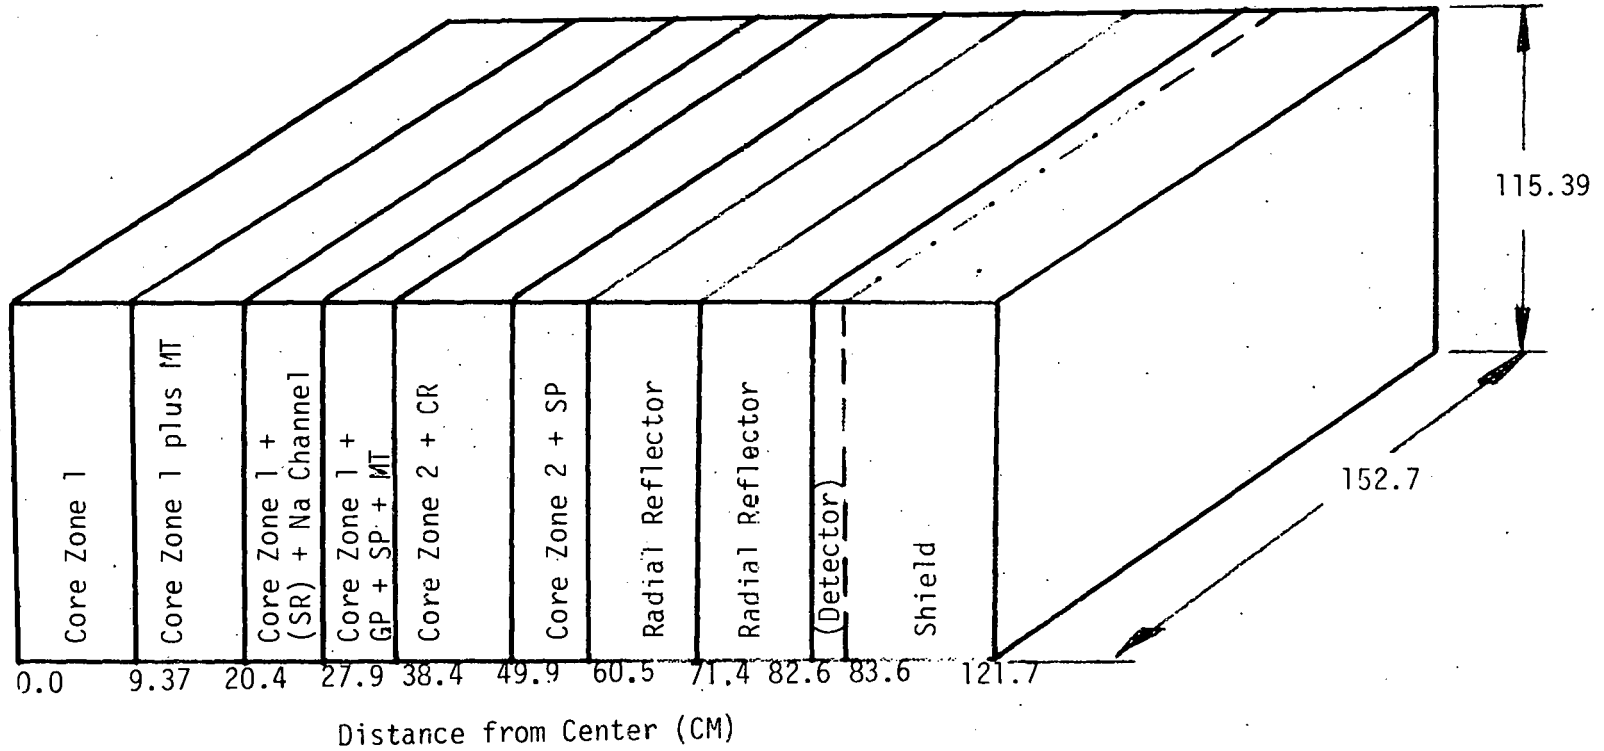 115.39
152.7
Core Zone 1
Core Zone 1 plus MT
Core Zone 1 +
(SR) + Na Channel
Core Zone 1 +
GP + SP + MT
Core Zone 2 + CR
Core Zone 2 + SP
Radial Reflector
Radial Reflector
(Detector)
Shield
0.0 9.37 20.4 27.9 38.4 49.9 60.5 71.4 82.6 83.6 121.7
Distance from Center (CM)